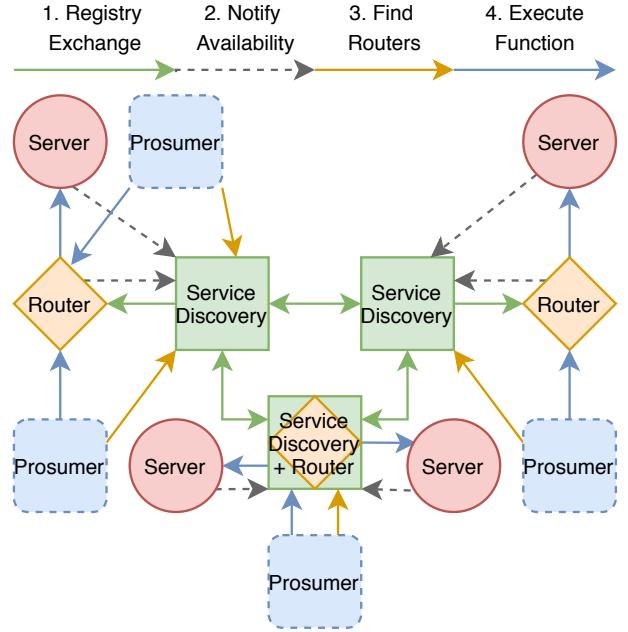 1. Registry
Exchange
2. Notify
Availability
3. Find
Routers
4. Execute
Function
Server
Prosumer
Server
Router
Service
Discovery
Service
Discovery
Router
Prosumer
Server
Service
Discovery
+ Router
Server
Prosumer
Prosumer